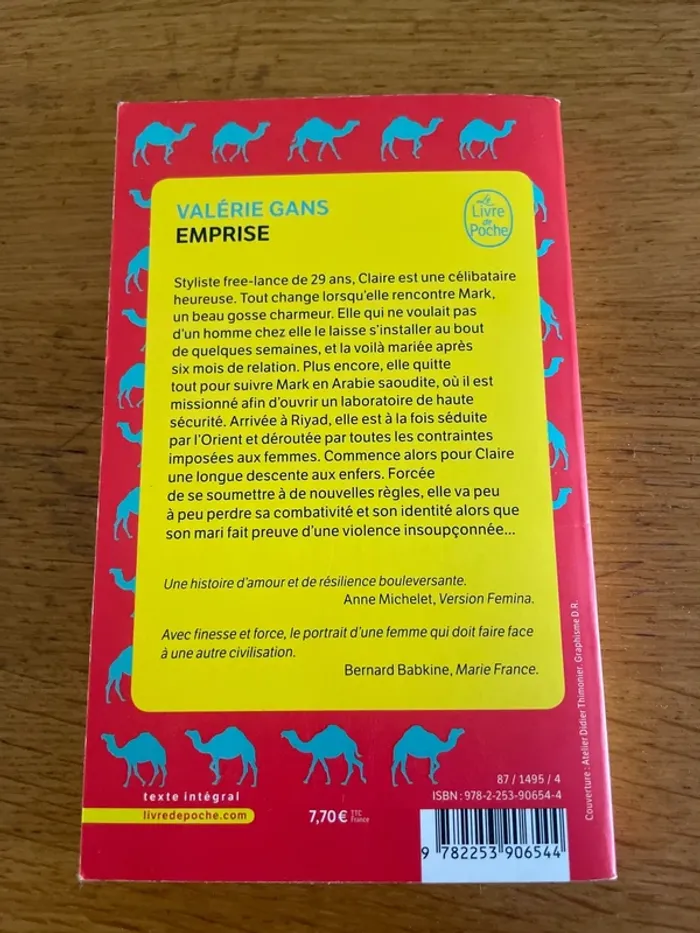 VALÉRIE GANS
EMPRISE
Le
Livre
de
Poche
Styliste free-lance de 29 ans, Claire est une célibataire
heureuse. Tout change lorsqu'elle rencontre Mark,
un beau gosse charmeur. Elle qui ne voulait pas
d'un homme chez elle le laisse s'installer au bout
de quelques semaines, et la voilà mariée après
six mois de relation. Plus encore, elle quitte
tout pour suivre Mark en Arabie saoudite, où il est
missionné afin d'ouvrir un laboratoire de haute
sécurité. Arrivée à Riyad, elle est à la fois séduite
par l'Orient et déroutée par toutes les contraintes
imposées aux femmes. Commence alors pour Claire
une longue descente aux enfers. Forcée
de se soumettre à de nouvelles règles, elle va peu
à peu perdre sa combativité et son identité alors que
son mari fait preuve d'une violence insoupçonnée...
Une histoire d'amour et de résilience bouleversante.
Anne Michelet, Version Femina.
Avec finesse et force, le portrait d'une femme qui doit faire face
à une autre civilisation.
Bernard Babkine, Marie France.
Couverture : Atelier Didier Thimonier. Graphisme D.R.
texte intégral
livredepoche.com
7,70 € TTC
France
87 / 1495 / 4
ISBN : 978-2-253-90654-4
9 782253 906544